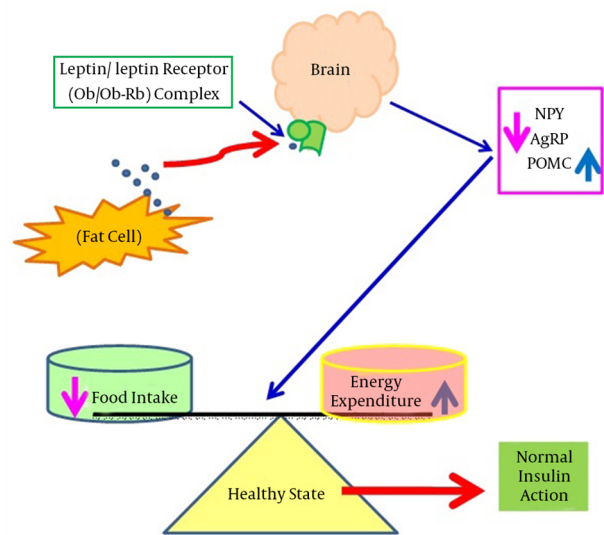 Leptin/ leptin Receptor
(Ob/Ob-Rb) Complex
Brain
NPY
AgRP
POMC
(Fat Cell)
Food Intake
Energy
Expenditure
Healthy State
Normal
Insulin
Action